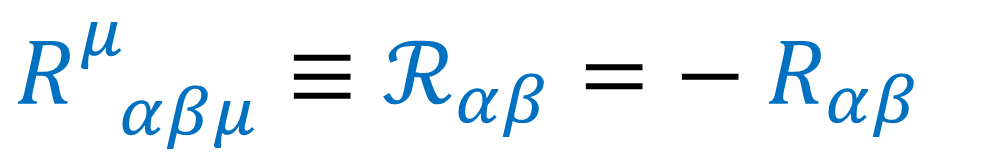 R^μ_αβμ ≡ ℛ_αβ = − R_αβ